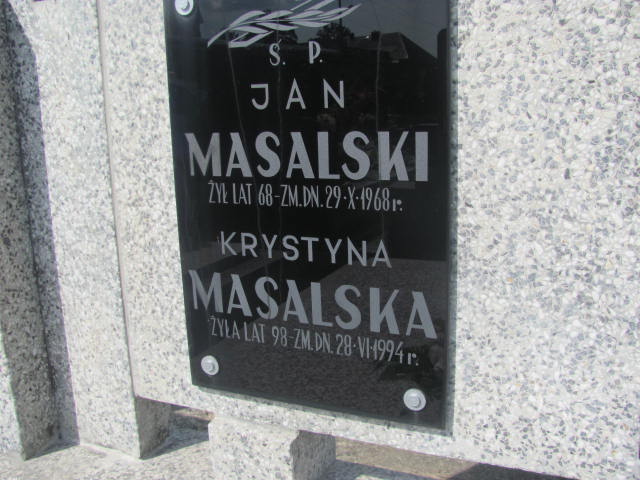 Ś. P.
JAN
MASALSKI
ŻYŁ LAT 68-ZM.DN. 29·X·1968 r.
KRYSTYNA
MASALSKA
ŻYŁA LAT 98-ZM.DN. 28·VI·1994 r.